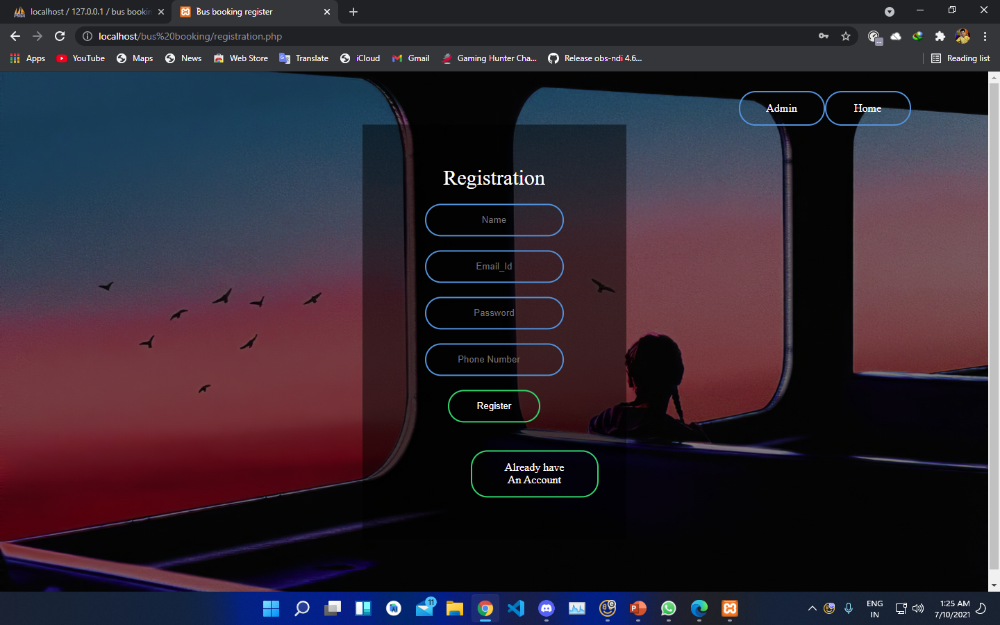 localhost / 127.0.0.1 / bus bookin
Bus booking register
localhost/bus%20booking/registration.php
Apps
YouTube
Maps
News
Web Store
Translate
iCloud
Gmail
Gaming Hunter Cha...
Release obs-ndi 4.6...
Reading list
Admin
Home
Registration
Name
Email_Id
Password
Phone Number
Register
Already have
An Account
11
ENG
IN
1:25 AM
7/10/2021